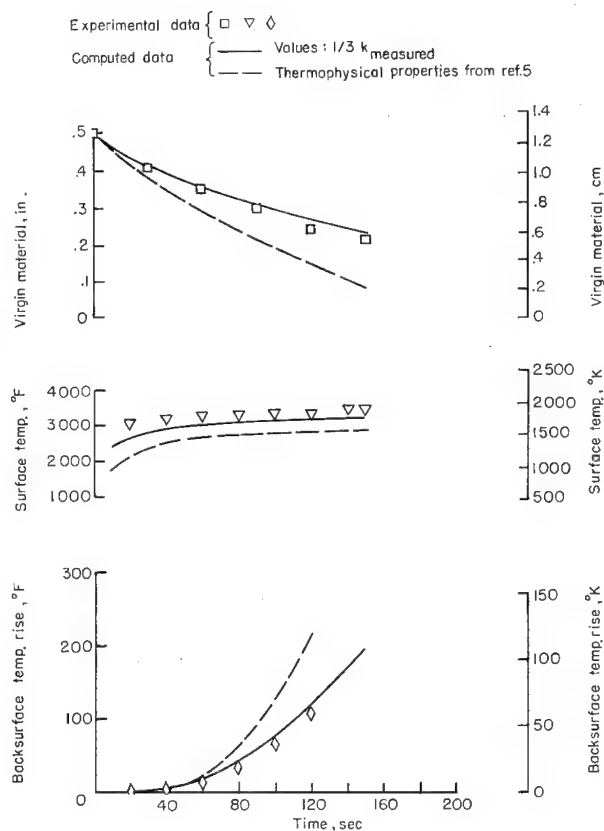 Experimental data { □ ▽ ◊
Computed data { Values : 1/3 k measured
Thermophysical properties from ref.5
Virgin material, in.
.5
.4
.3
.2
.1
0
1.4
1.2
1.0
.8
.6
.4
.2
0
Virgin material, cm
Surface temp., °F
4000
3000
2000
1000
2500
2000
1500
1000
500
Surface temp., °K
Backsurface temp. rise, °F
300
200
100
0
150
100
50
0
Backsurface temp. rise, °K
0 40 80 120 160 200
Time, sec